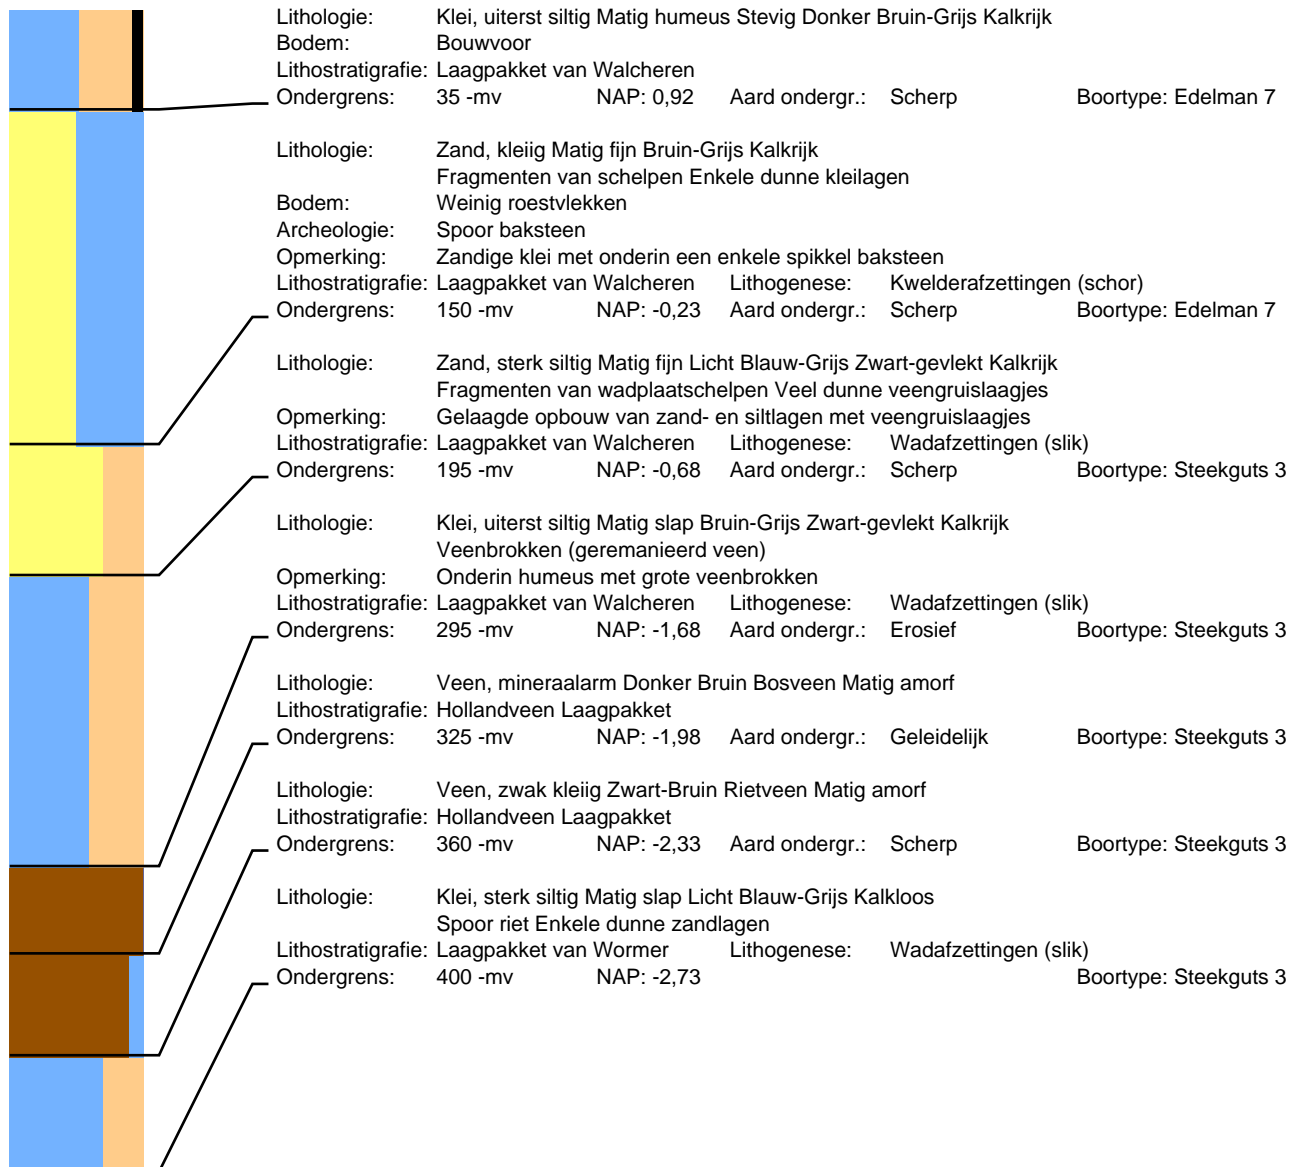 Lithologie: Klei, uiterst siltig Matig humeus Stevig Donker Bruin-Grijs Kalkrijk
Bodem: Bouwvoor
Lithostratigrafie: Laagpakket van Walcheren
Ondergrens: 35 -mv NAP: 0,92 Aard ondergr.: Scherp Boortype: Edelman 7
Lithologie: Zand, kleiig Matig fijn Bruin-Grijs Kalkrijk
Fragmenten van schelpen Enkele dunne kleilagen
Bodem: Weinig roestvlekken
Archeologie: Spoor baksteen
Opmerking: Zandige klei met onderin een enkele spikkel baksteen
Lithostratigrafie: Laagpakket van Walcheren Lithogenese: Kwelderafzettingen (schor)
Ondergrens: 150 -mv NAP: -0,23 Aard ondergr.: Scherp Boortype: Edelman 7
Lithologie: Zand, sterk siltig Matig fijn Licht Blauw-Grijs Zwart-gevlekt Kalkrijk
Fragmenten van wadplaatschelpen Veel dunne veengruislaagjes
Opmerking: Gelaagde opbouw van zand- en siltlagen met veengruislaagjes
Lithostratigrafie: Laagpakket van Walcheren Lithogenese: Wadafzettingen (slik)
Ondergrens: 195 -mv NAP: -0,68 Aard ondergr.: Scherp Boortype: Steekguts 3
Lithologie: Klei, uiterst siltig Matig slap Bruin-Grijs Zwart-gevlekt Kalkrijk
Veenbrokken (geremanieerd veen)
Opmerking: Onderin humeus met grote veenbrokken
Lithostratigrafie: Laagpakket van Walcheren Lithogenese: Wadafzettingen (slik)
Ondergrens: 295 -mv NAP: -1,68 Aard ondergr.: Erosief Boortype: Steekguts 3
Lithologie: Veen, mineraalarm Donker Bruin Bosveen Matig amorf
Lithostratigrafie: Hollandveen Laagpakket
Ondergrens: 325 -mv NAP: -1,98 Aard ondergr.: Geleidelijk Boortype: Steekguts 3
Lithologie: Veen, zwak kleiig Zwart-Bruin Rietveen Matig amorf
Lithostratigrafie: Hollandveen Laagpakket
Ondergrens: 360 -mv NAP: -2,33 Aard ondergr.: Scherp Boortype: Steekguts 3
Lithologie: Klei, sterk siltig Matig slap Licht Blauw-Grijs Kalkloos
Spoor riet Enkele dunne zandlagen
Lithostratigrafie: Laagpakket van Wormer Lithogenese: Wadafzettingen (slik)
Ondergrens: 400 -mv NAP: -2,73 Boortype: Steekguts 3